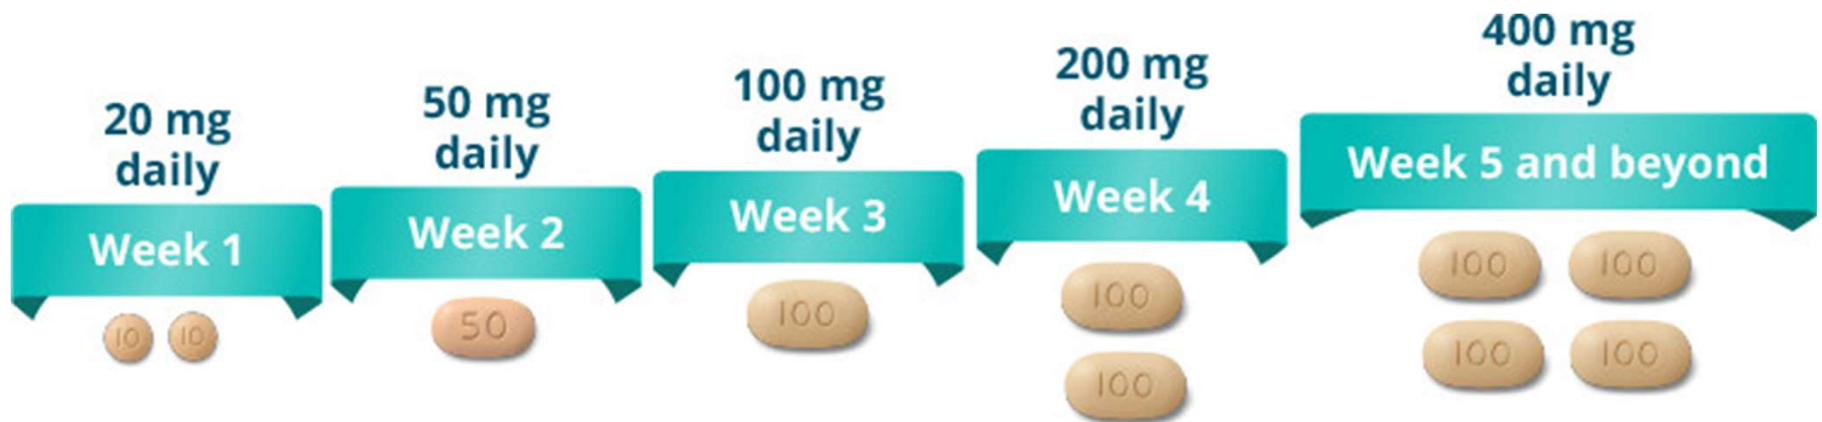 20 mg
daily
Week 1
10 10
50 mg
daily
Week 2
50
100 mg
daily
Week 3
100
200 mg
daily
Week 4
100
100
400 mg
daily
Week 5 and beyond
100 100
100 100